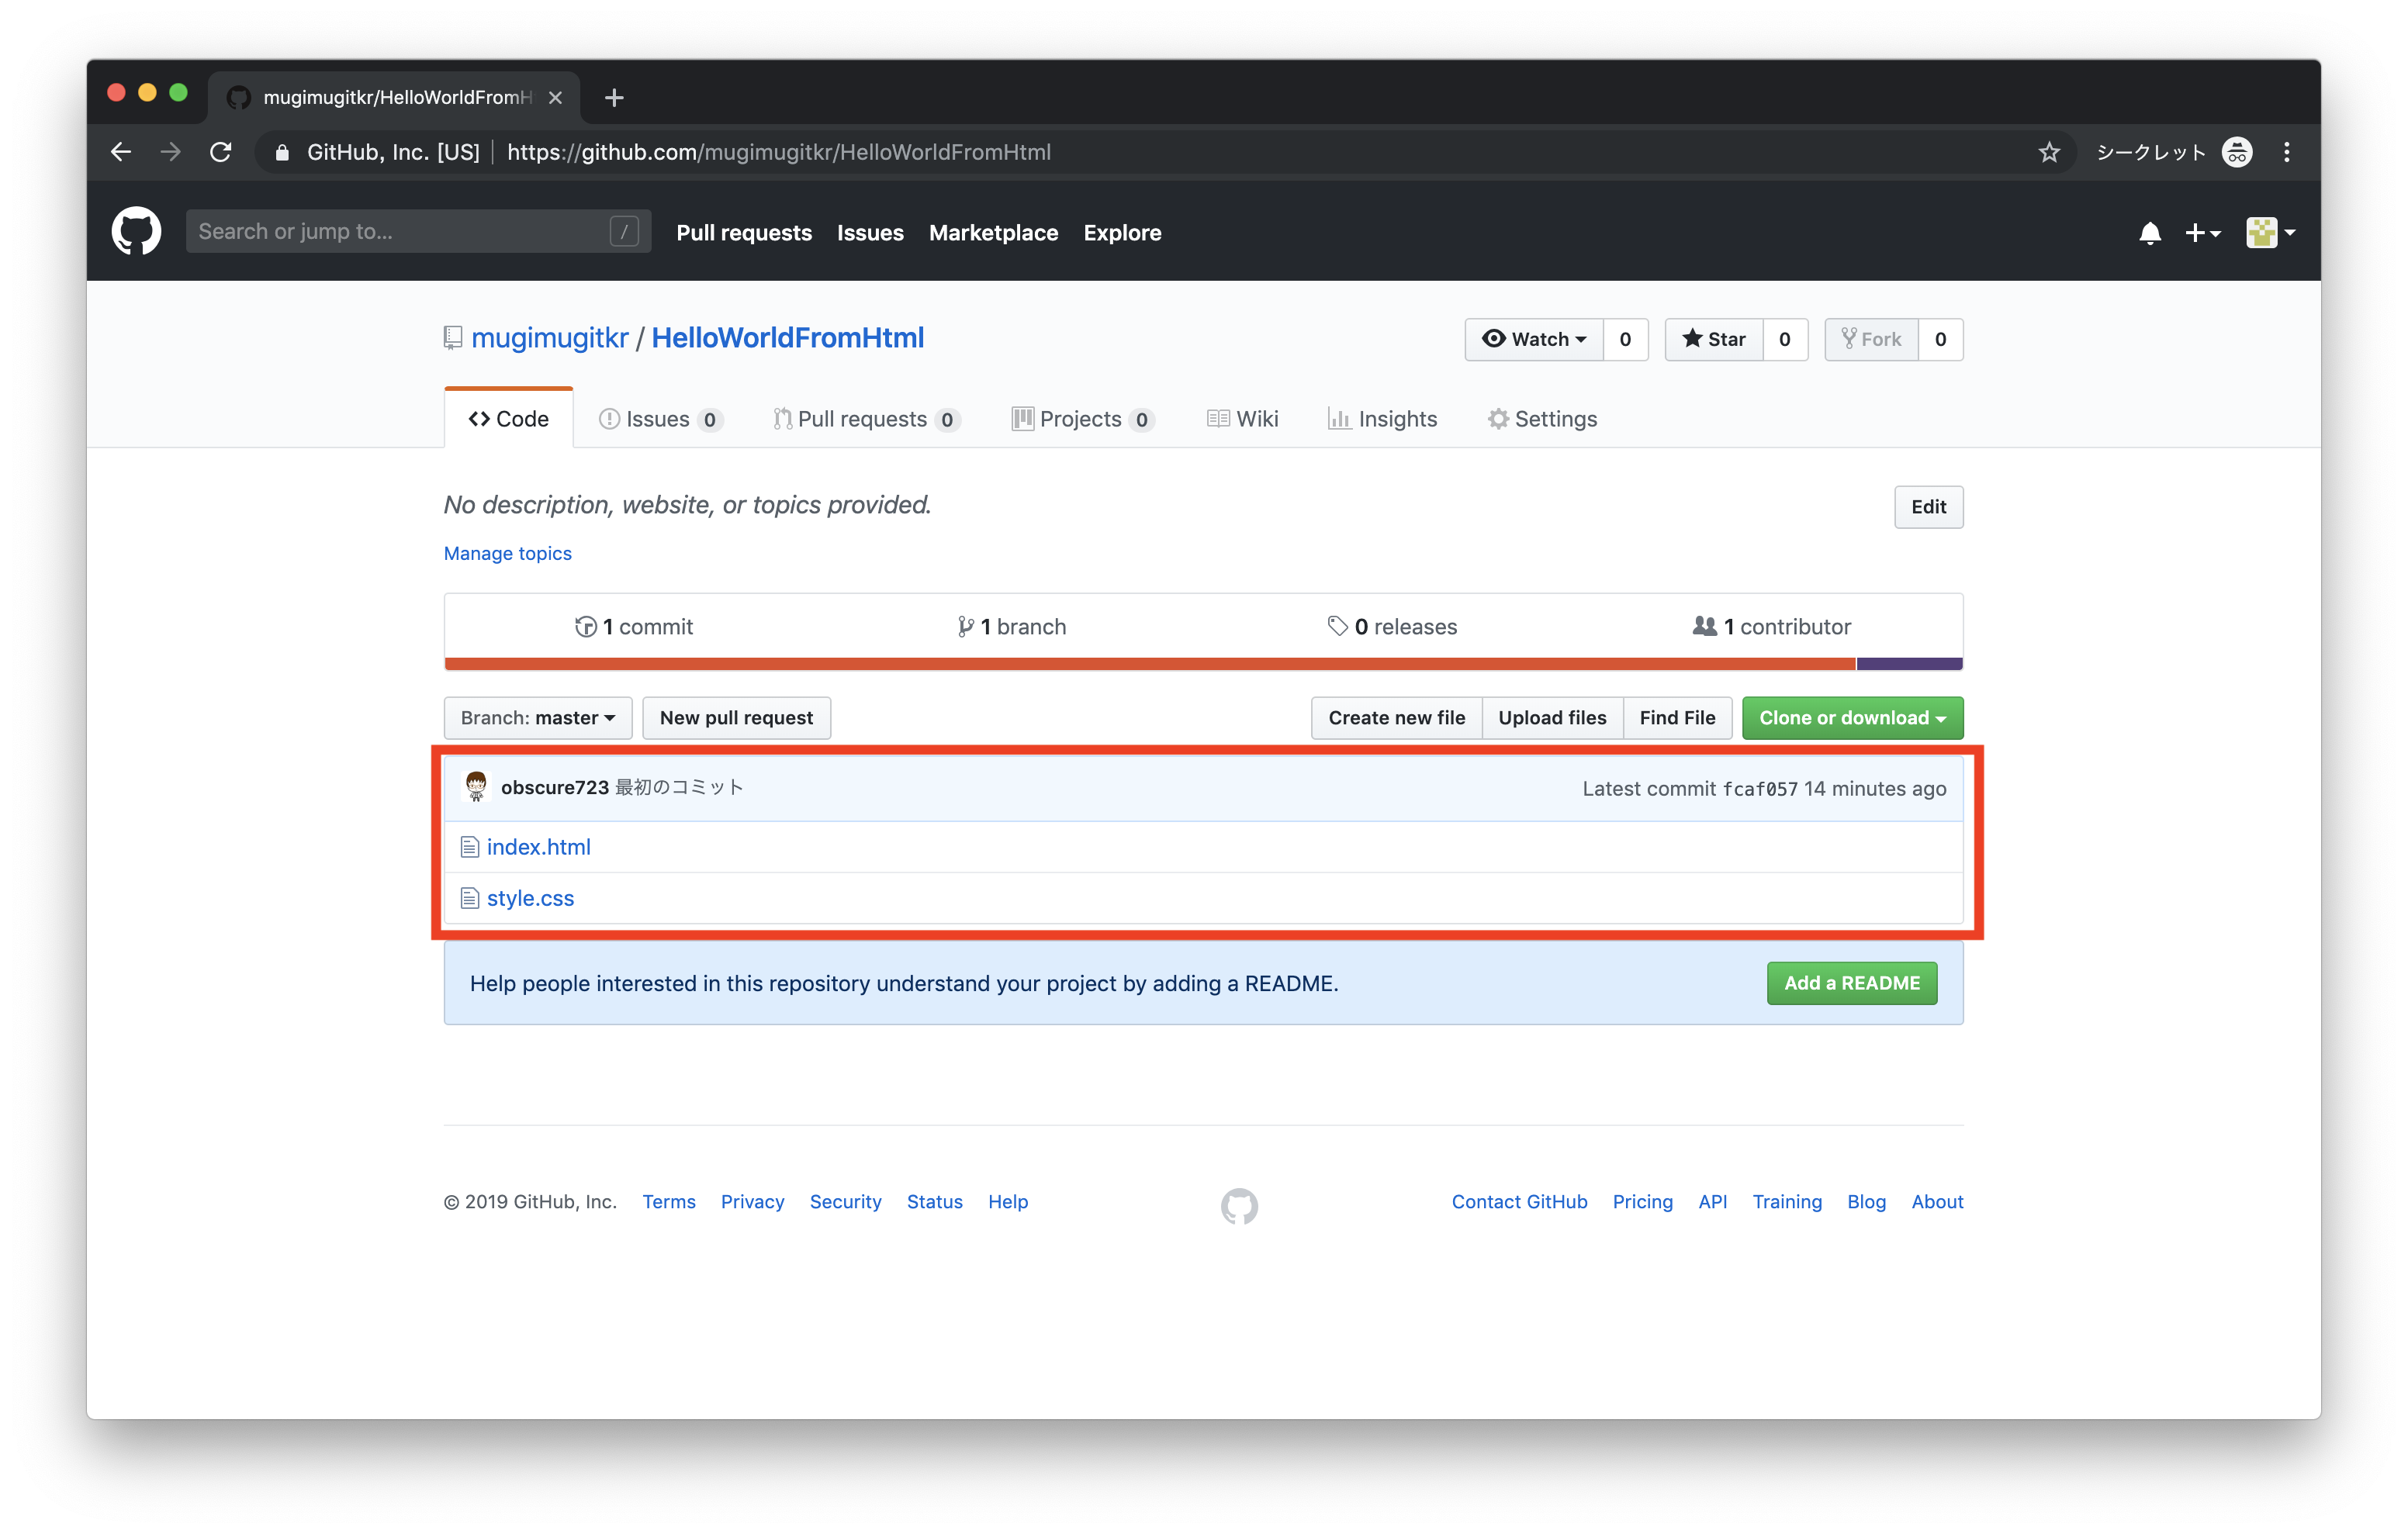 mugimugitkr/HelloWorldFromH
GitHub, Inc. [US] https://github.com/mugimugitkr/HelloWorldFromHtml シークレット
Search or jump to... / Pull requests Issues Marketplace Explore
mugimugitkr / HelloWorldFromHtml Watch 0 Star 0 Fork 0
Code Issues 0 Pull requests 0 Projects 0 Wiki Insights Settings
No description, website, or topics provided. Edit
Manage topics
1 commit 1 branch 0 releases 1 contributor
Branch: master New pull request Create new file Upload files Find File Clone or download
obscure723 最初のコミット Latest commit fcaf057 14 minutes ago
index.html
style.css
Help people interested in this repository understand your project by adding a README. Add a README
© 2019 GitHub, Inc. Terms Privacy Security Status Help Contact GitHub Pricing API Training Blog About